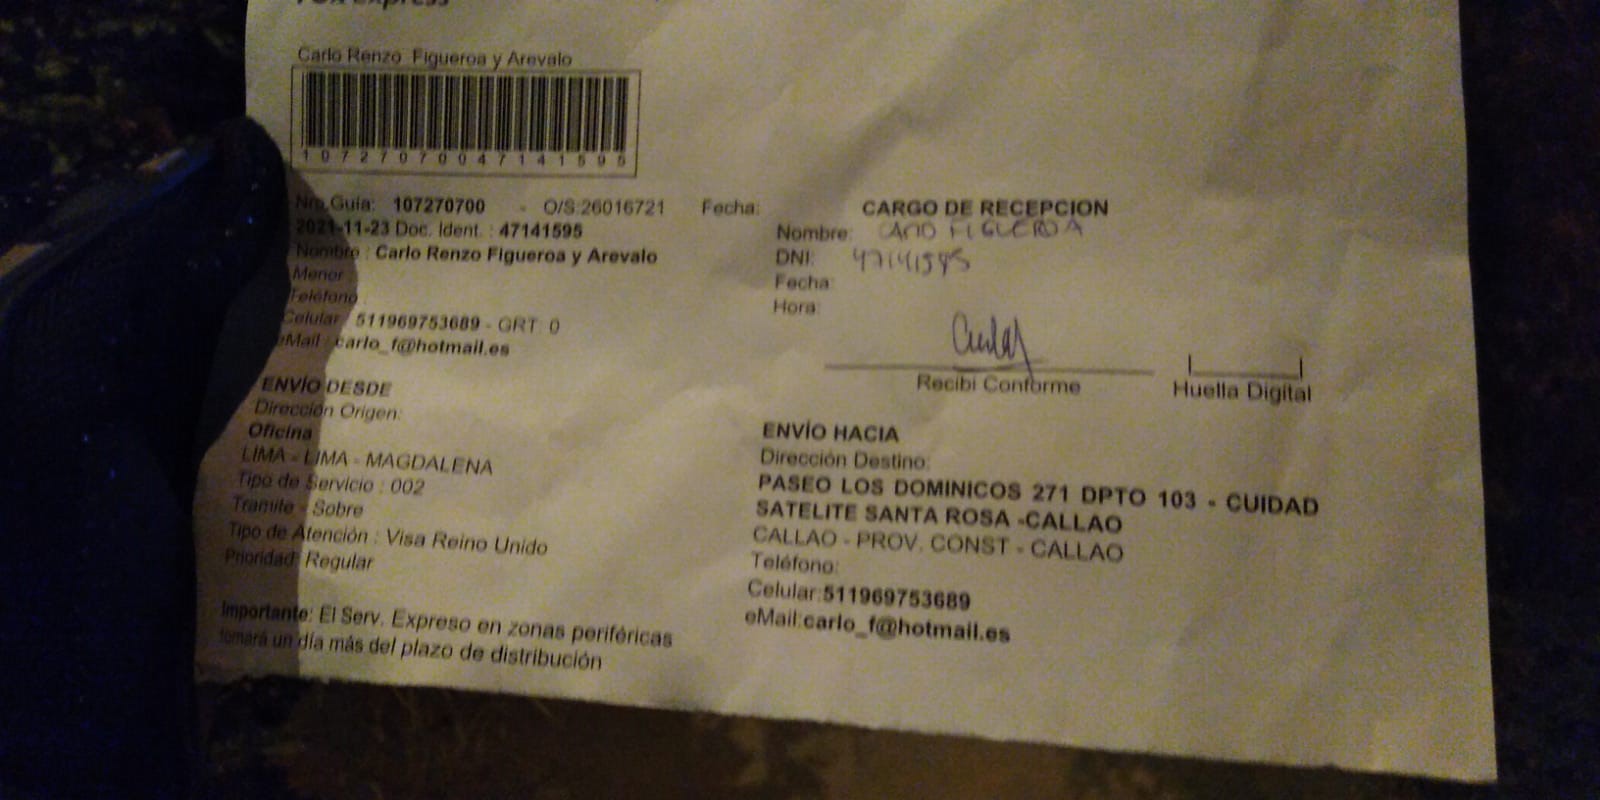 Express
Carlo Renzo Figueroa y Arevalo
10727070047141595
Nro.Guia: 107270700 - O/S:26016721 Fecha:
2021-11-23 Doc. Ident. : 47141595
Nombre : Carlo Renzo Figueroa y Arevalo
Menor :
Teléfono :
Celular : 511969753689 - GRT: 0
eMail : carlo_f@hotmail.es
ENVÍO DESDE
Dirección Origen:
Oficina
LIMA - LIMA - MAGDALENA
Tipo de Servicio : 002
Tramite - Sobre
Tipo de Atención : Visa Reino Unido
Prioridad: Regular
Importante: El Serv. Expreso en zonas periféricas
tomará un día más del plazo de distribución
CARGO DE RECEPCION
Nombre: CARLO FIGUEROA
DNI: 47141595
Fecha:
Hora:
Recibí Conforme
Huella Digital
ENVÍO HACIA
Dirección Destino:
PASEO LOS DOMINICOS 271 DPTO 103 - CUIDAD
SATELITE SANTA ROSA -CALLAO
CALLAO - PROV. CONST - CALLAO
Teléfono:
Celular:511969753689
eMail:carlo_f@hotmail.es